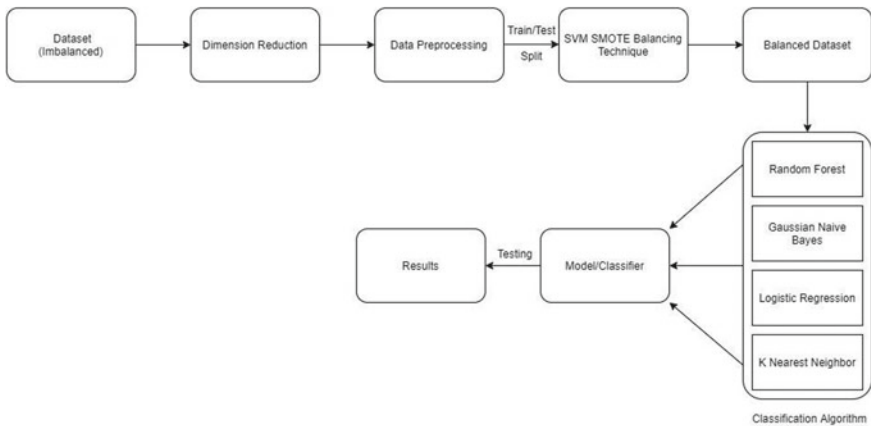 Dataset
(Imbalanced)
Dimension Reduction
Data Preprocessing
Train/Test
Split
SVM SMOTE Balancing
Technique
Balanced Dataset
Random Forest
Gaussian Naive
Bayes
Logistic Regression
K Nearest Neighbor
Classification Algorithm
Model/Classifier
Testing
Results